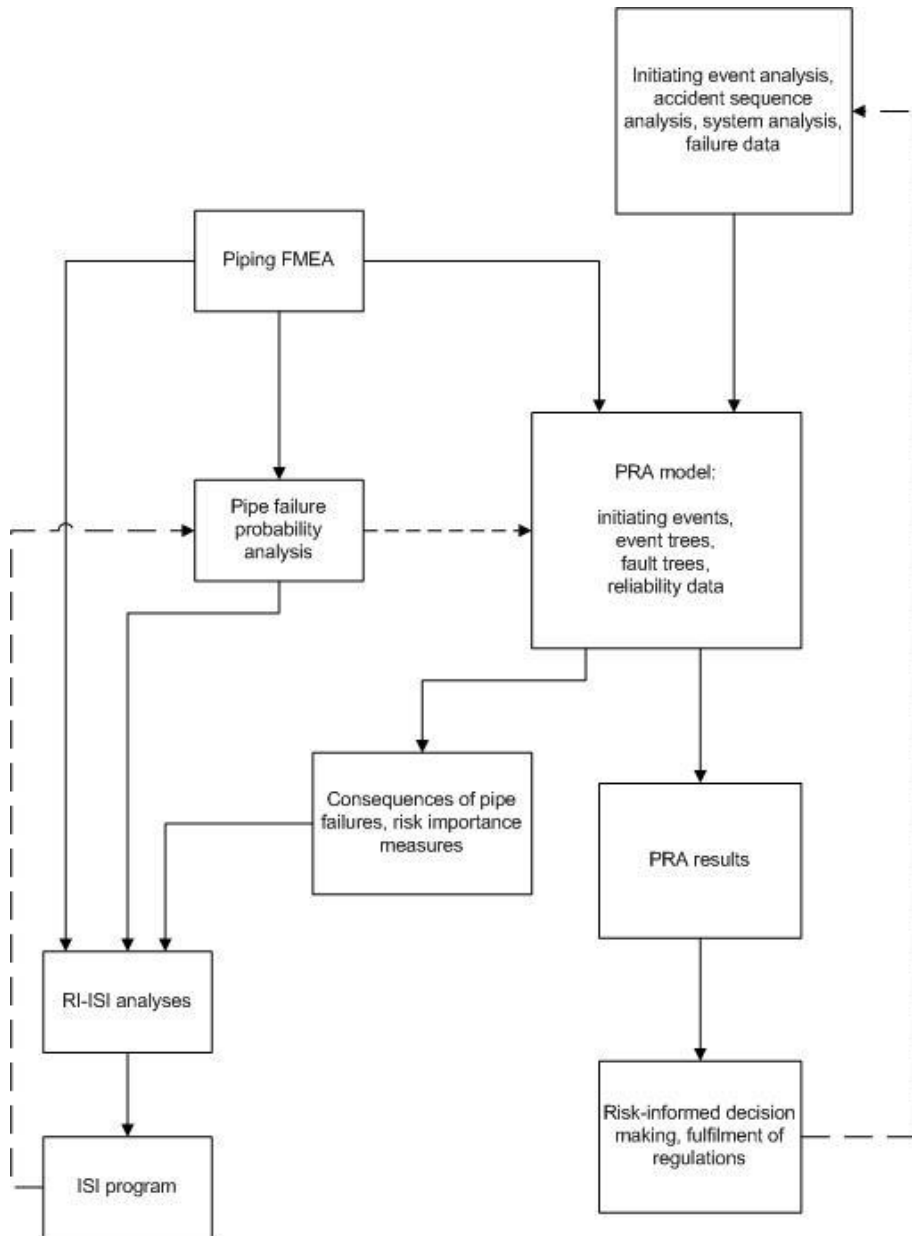 Initiating event analysis,
accident sequence
analysis, system analysis,
failure data
Piping FMEA
PRA model:
initiating events,
event trees,
fault trees,
reliability data
Pipe failure
probability
analysis
Consequences of pipe
failures, risk importance
measures
PRA results
RI-ISI analyses
Risk-informed decision
making, fulfilment of
regulations
ISI program